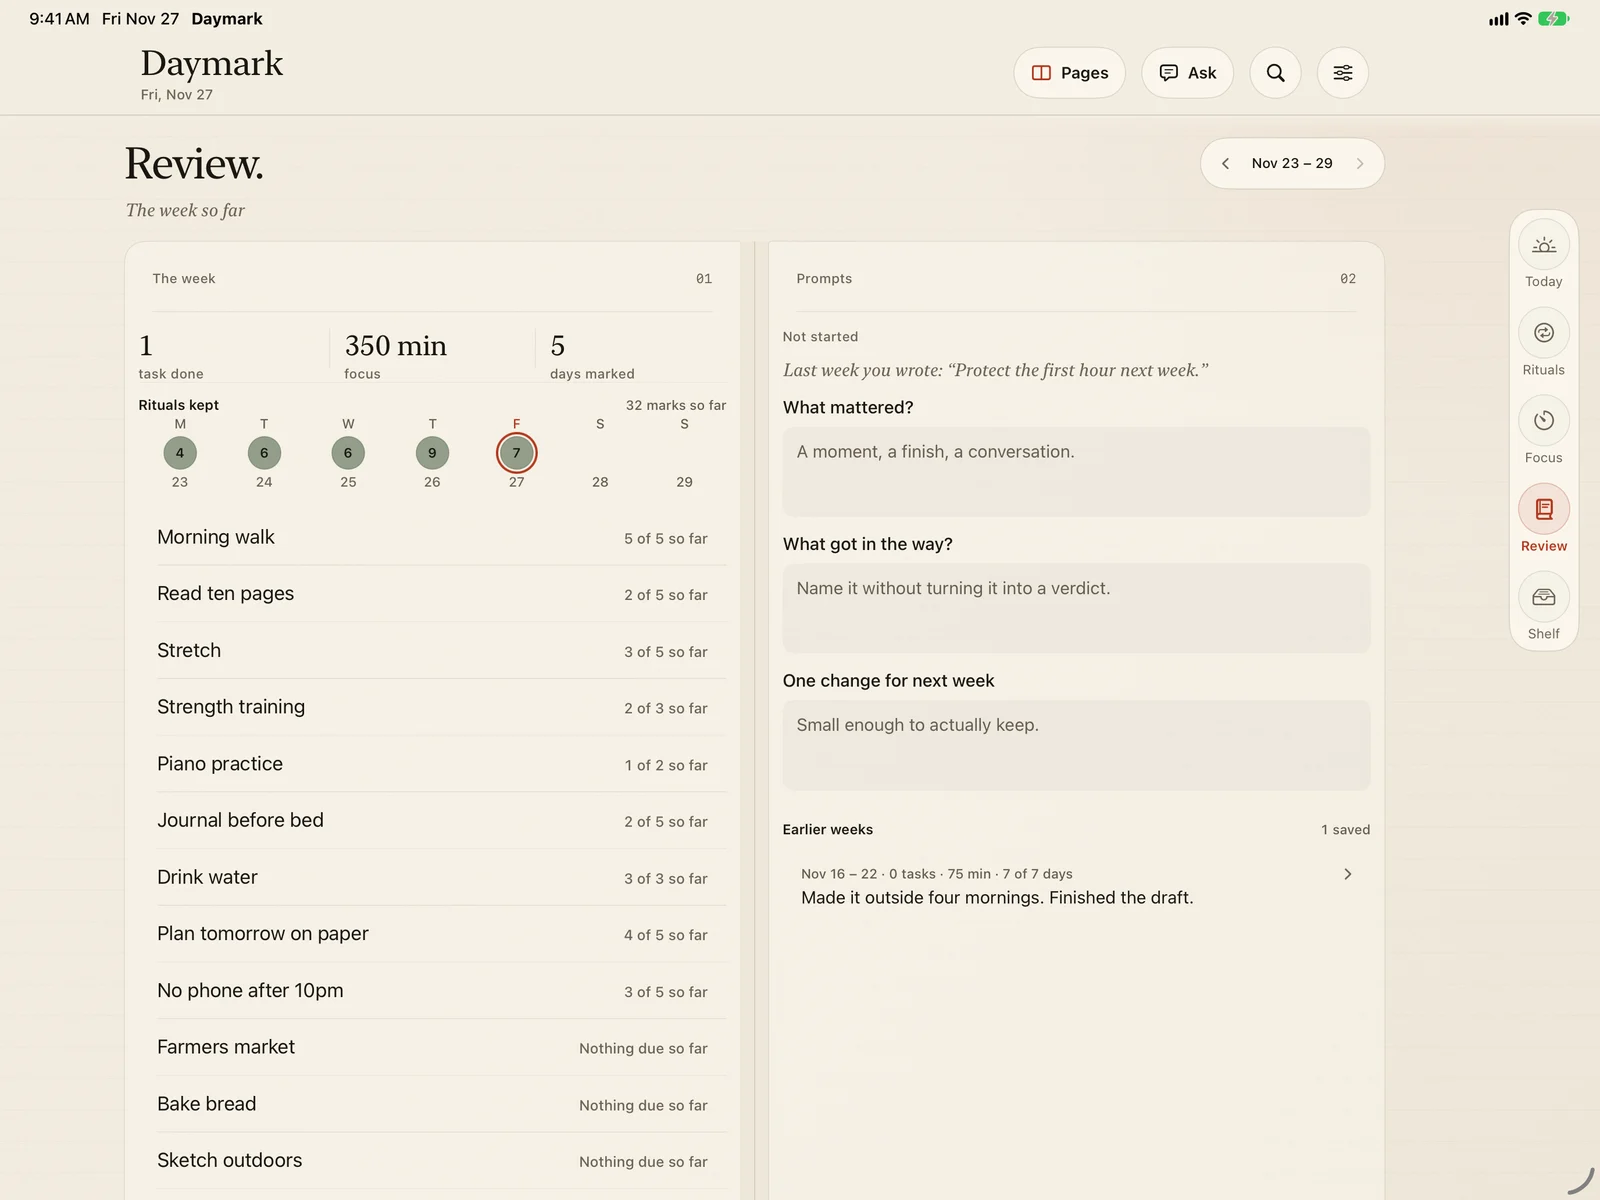 9:41 AM Fri Nov 27 Daymark
Daymark
Fri, Nov 27
Pages
Ask
Review.
The week so far
Nov 23 – 29
The week
01
1
task done
350 min
focus
5
days marked
Rituals kept
32 marks so far
M T W T F S S
4 6 6 9 7
23 24 25 26 27 28 29
Morning walk
5 of 5 so far
Read ten pages
2 of 5 so far
Stretch
3 of 5 so far
Strength training
2 of 3 so far
Piano practice
1 of 2 so far
Journal before bed
2 of 5 so far
Drink water
3 of 3 so far
Plan tomorrow on paper
4 of 5 so far
No phone after 10pm
3 of 5 so far
Farmers market
Nothing due so far
Bake bread
Nothing due so far
Sketch outdoors
Nothing due so far
Prompts
02
Not started
Last week you wrote: “Protect the first hour next week.”
What mattered?
A moment, a finish, a conversation.
What got in the way?
Name it without turning it into a verdict.
One change for next week
Small enough to actually keep.
Earlier weeks
1 saved
Nov 16 – 22 · 0 tasks · 75 min · 7 of 7 days
Made it outside four mornings. Finished the draft.
Today
Rituals
Focus
Review
Shelf